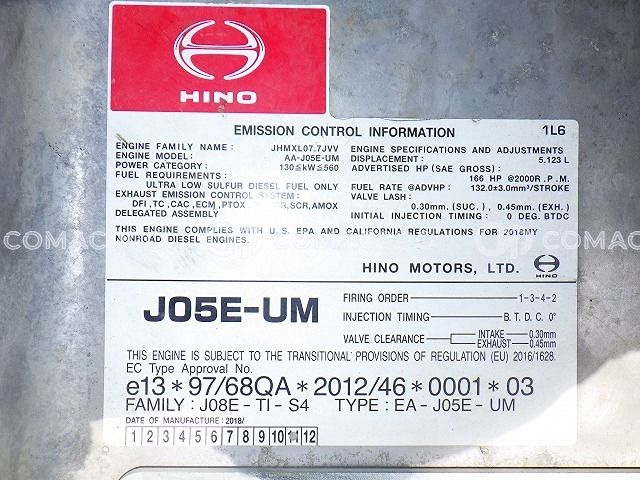 HINO
EMISSION CONTROL INFORMATION 1L6
ENGINE FAMILY NAME : JHMXL07.7JVV
ENGINE MODEL: AA-J05E-UM
POWER CATEGORY: 130≦kW≦560
FUEL REQUIREMENTS :
ULTRA LOW SULFUR DIESEL FUEL ONLY
EXHAUST EMISSION CONTROL SYSTEM :
DFI ,TC ,CAC ,ECM ,PTOX R,SCR,AMOX
DELEGATED ASSEMBLY
ENGINE SPECIFICATIONS AND ADJUSTMENTS
DISPLACEMENT : 5.123 L
ADVERTISED HP (SAE GROSS) :
166 HP @2000R.P.M.
FUEL RATE @ADVHP : 132.0±3.0mm³/STROKE
VALVE LASH :
0.30mm (SUC.) 0.45mm (EXH.)
INITIAL INJECTION TIMING : 0 DEG. BTDC
THIS ENGINE COMPLIES WITH U.S. EPA AND CALIFORNIA REGULATIONS FOR 2018MY
NONROAD DIESEL ENGINES.
COMAC
COMAC
HINO MOTORS, LTD. HINO
J05E-UM
FIRING ORDER 1-3-4-2
INJECTION TIMING B. T. D. C. 0°
VALVE CLEARANCE INTAKE 0.30mm
EXHAUST 0.45mm
THIS ENGINE IS SUBJECT TO THE TRANSITIONAL PROVISIONS OF REGULATION (EU) 2016/1628.
EC Type Approval No.
e13*97/68QA*2012/46*0001*03
FAMILY : J08E-TI-S4 TYPE : EA-J05E-UM
DATE OF MANUFACTURE: 2018/
1 2 3 4 5 6 7 8 9 10 12